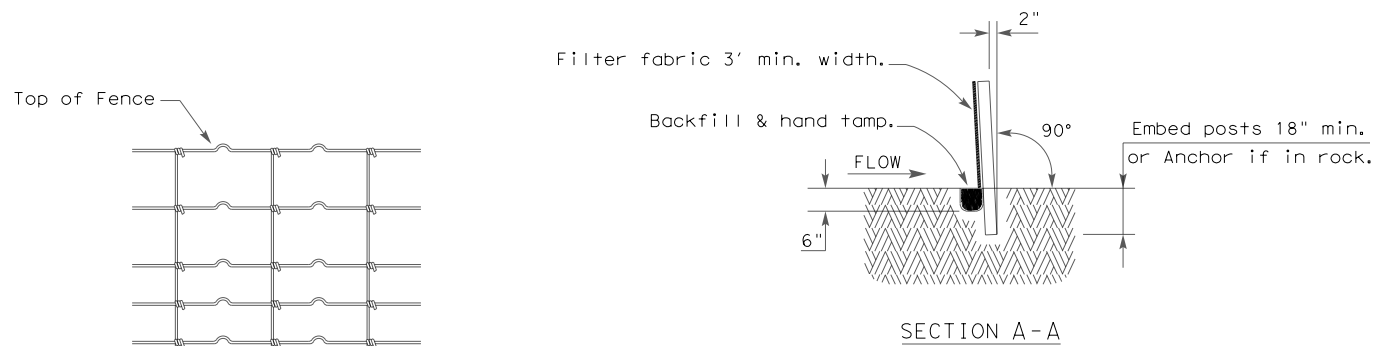 2"
Filter fabric 3' min. width.
Top of Fence
Backfill & hand tamp.
90°
Embed posts 18" min.
or Anchor if in rock.
FLOW
6"
SECTION A-A